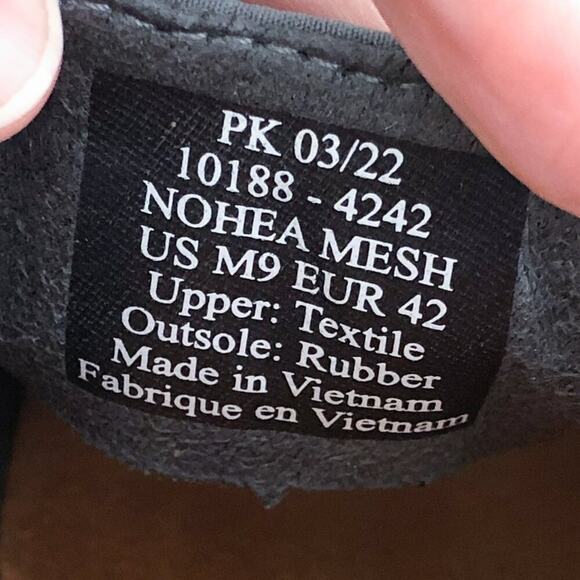 PK 03/22
10188 - 4242
NOHEA MESH
US M9 EUR 42
Upper: Textile
Outsole: Rubber
Made in Vietnam
Fabrique en Vietnam